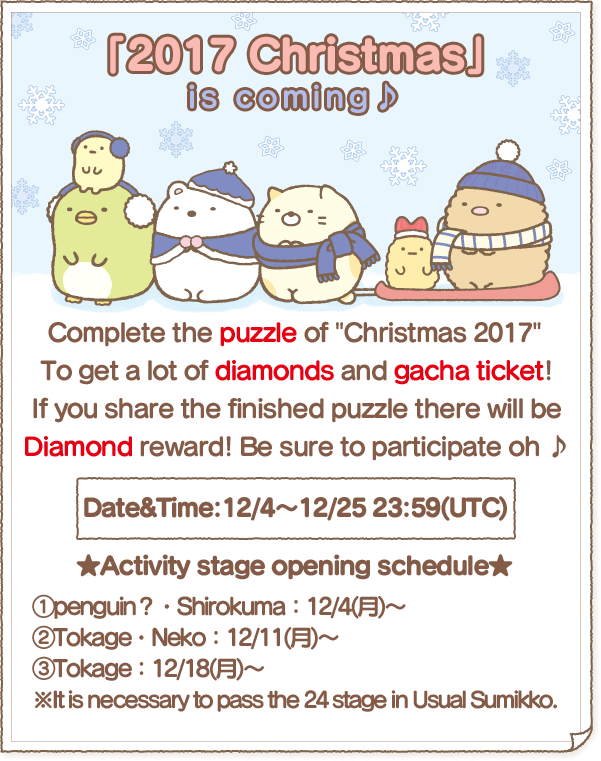 「2017 Christmas」
is coming♪
Complete the puzzle of "Christmas 2017"
To get a lot of diamonds and gacha ticket!
If you share the finished puzzle there will be
Diamond reward! Be sure to participate oh ♪
Date&Time:12/4～12/25 23:59(UTC)
★Activity stage opening schedule★
①penguin？・Shirokuma：12/4(月)～
②Tokage・Neko：12/11(月)～
③Tokage：12/18(月)～
※It is necessary to pass the 24 stage in Usual Sumikko.